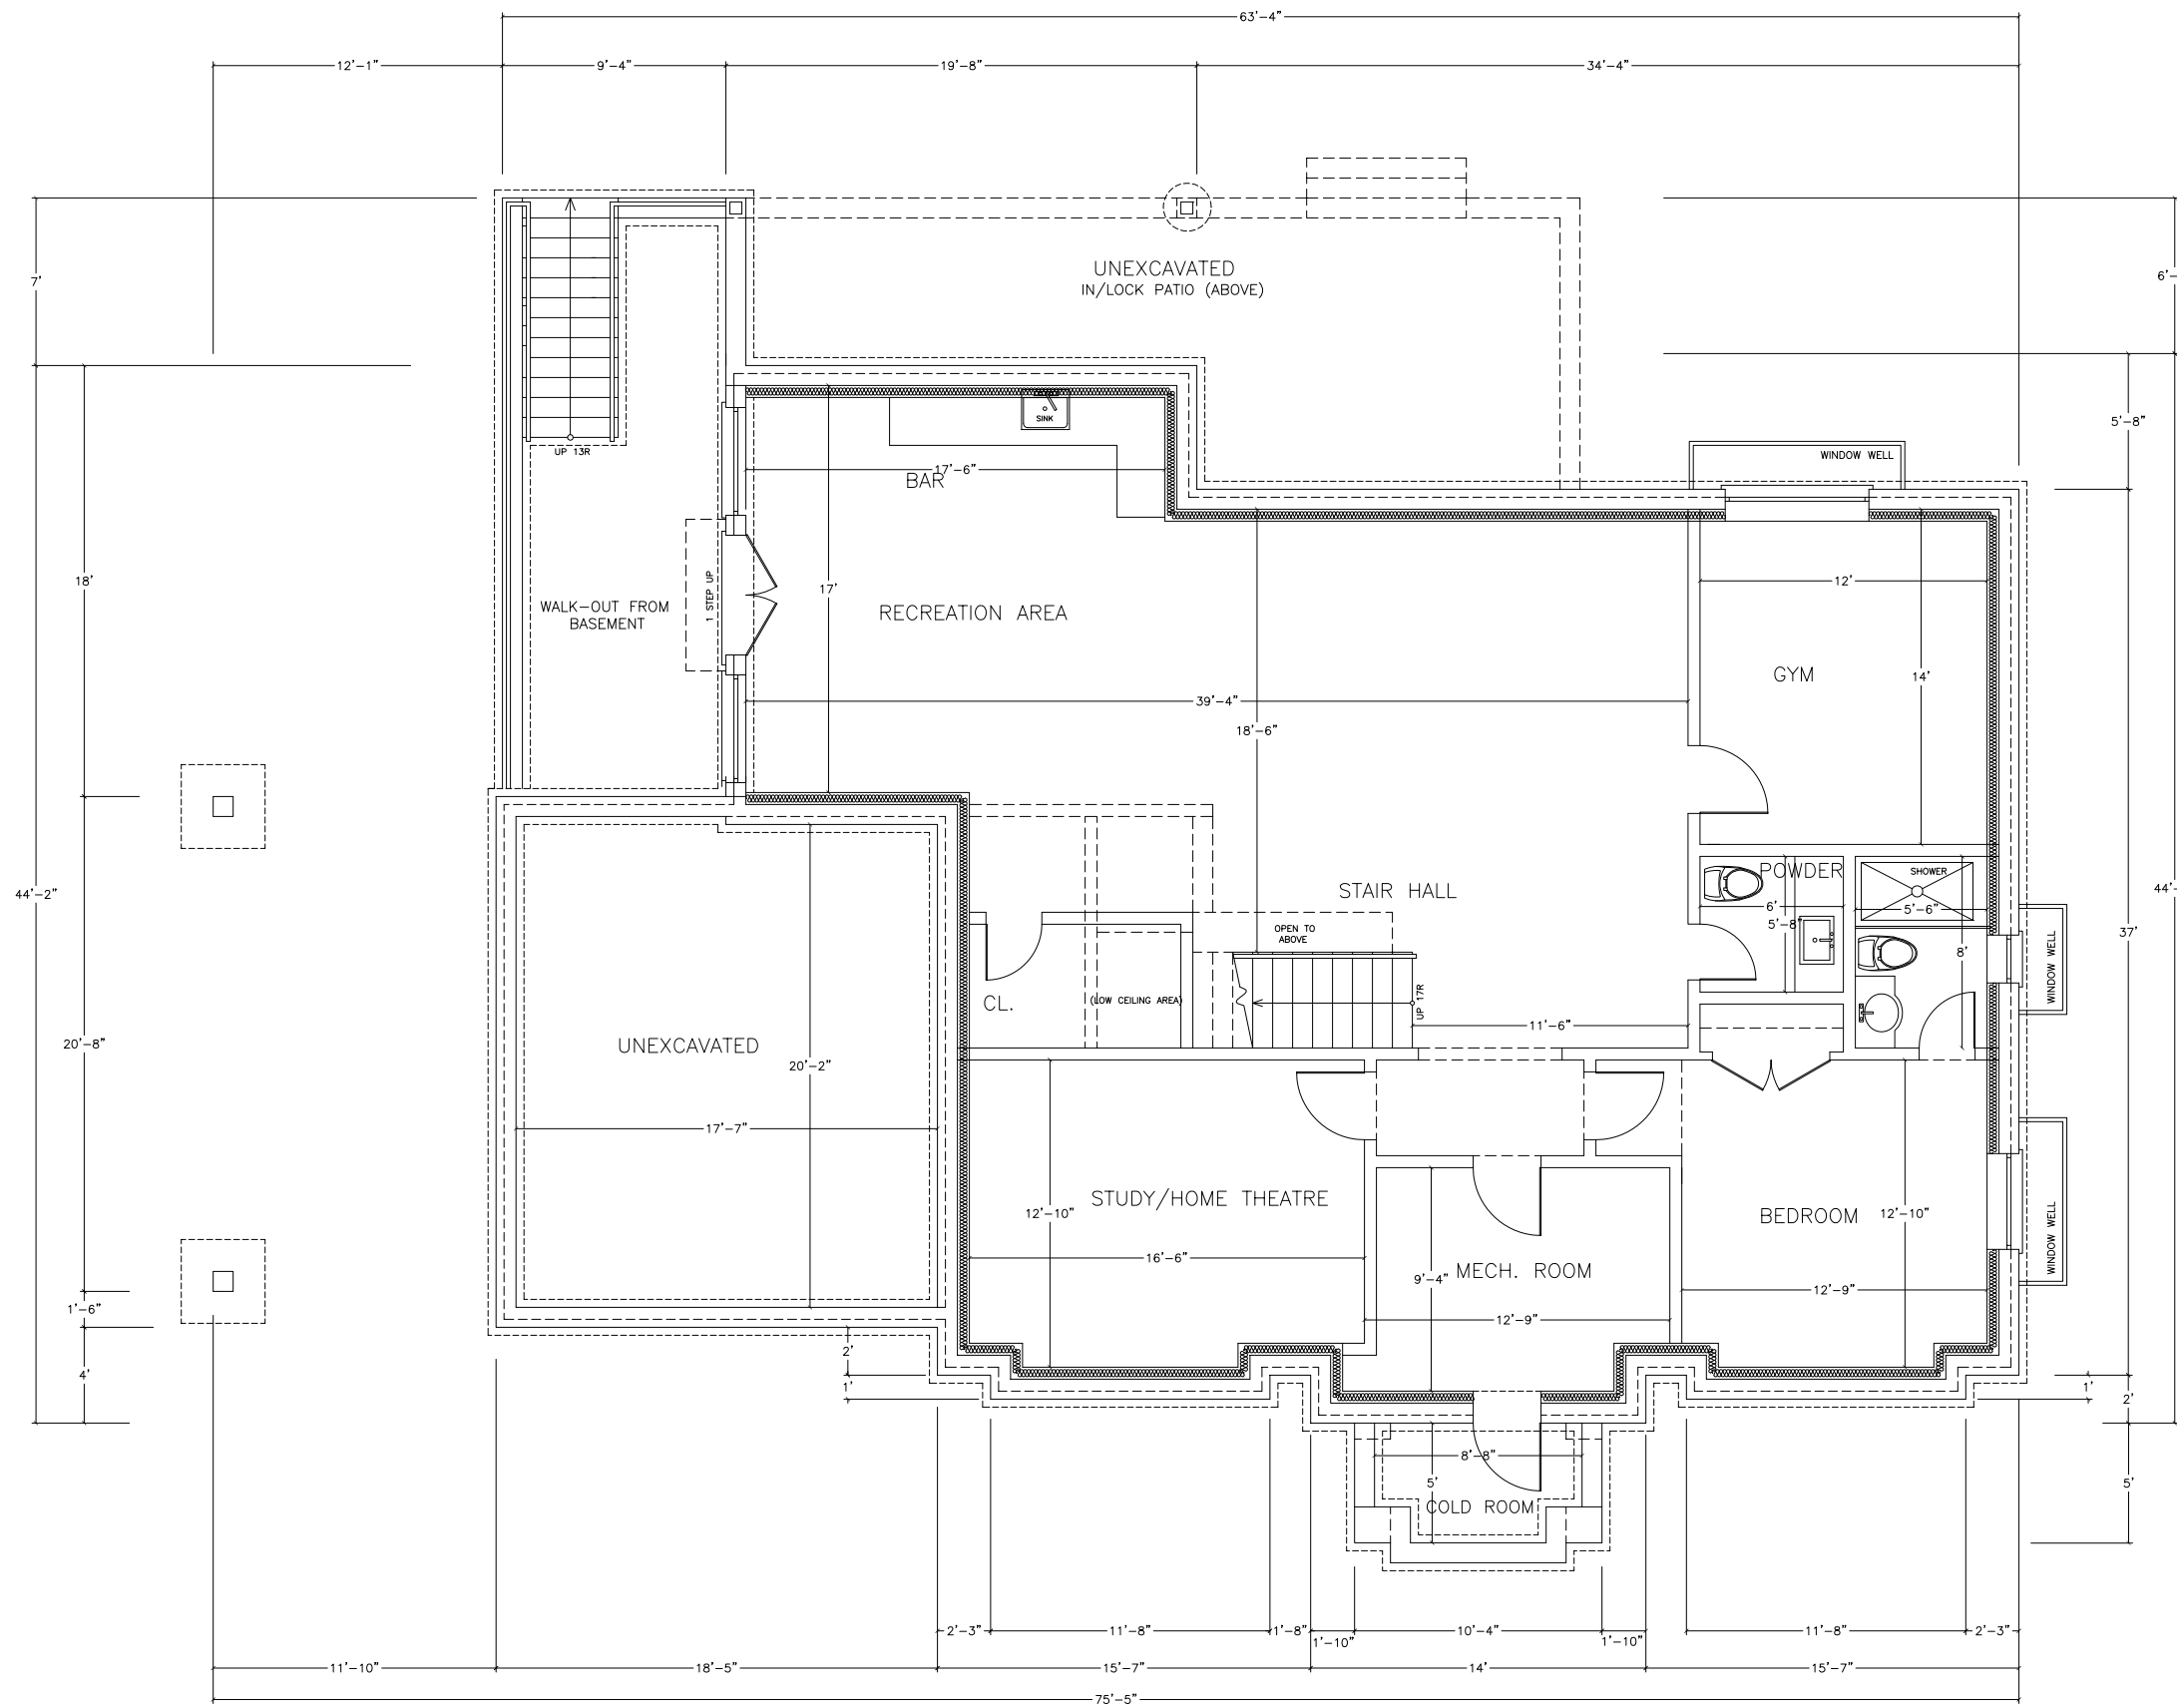 63'-4"
12'-1"
9'-4"
19'-8"
34'-4"
7'
6'-
UNEXCAVATED
IN/LOCK PATIO (ABOVE)
5'-8"
SINK
UP 13R
WINDOW WELL
17'-6"
BAR
18'
17'
1 STEP UP
12'
WALK-OUT FROM
BASEMENT
RECREATION AREA
GYM
14'
39'-4"
18'-6"
44'-2"
STAIR HALL
POWDER
SHOWER
44'-
6'
5'-6"
5'-8"
OPEN TO
ABOVE
37'
8'
WINDOW WELL
CL.
(LOW CEILING AREA)
UP 17R
11'-6"
20'-8"
UNEXCAVATED
20'-2"
17'-7"
STUDY/HOME THEATRE
12'-10"
BEDROOM
12'-10"
WINDOW WELL
16'-6"
9'-4"
MECH. ROOM
12'-9"
1'-6"
12'-9"
2'
4'
1'
1'
2'
8'-8"
5'
5'
COLD ROOM
2'-3"
11'-8"
1'-8"
1'-10"
10'-4"
1'-10"
11'-8"
2'-3"
11'-10"
18'-5"
15'-7"
14'
15'-7"
75'-5"